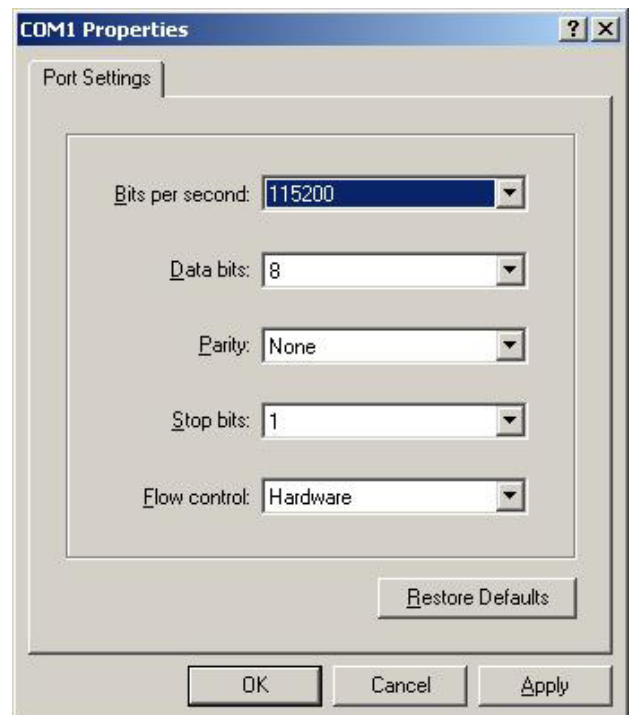 COM1 Properties
Port Settings
Bits per second: 115200
Data bits: 8
Parity: None
Stop bits: 1
Flow control: Hardware
Restore Defaults
OK Cancel Apply